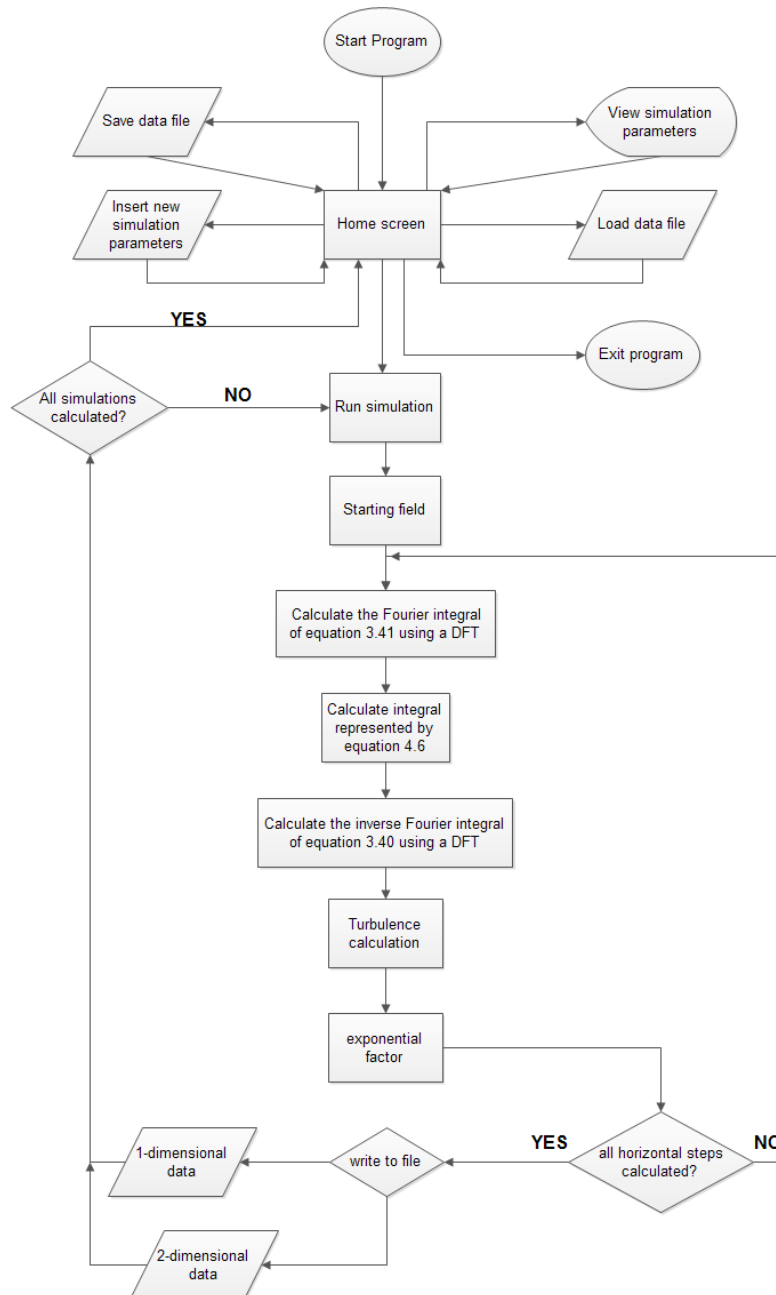 Start Program
Save data file
View simulation
parameters
Insert new
simulation
parameters
Home screen
Load data file
YES
Exit program
All simulations
calculated?
NO
Run simulation
Starting field
Calculate the Fourier integral
of equation 3.41 using a DFT
Calculate integral
represented by
equation 4.6
Calculate the inverse Fourier integral
of equation 3.40 using a DFT
Turbulence
calculation
exponential
factor
1-dimensional
data
write to file
YES
all horizontal steps
calculated?
NO
2-dimensional
data